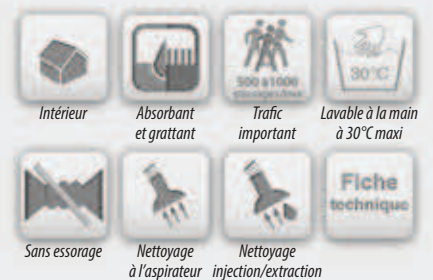 500 à 1000
30°C
Intérieur
Absorbant
et grattant
Trafic
important
Lavable à la main
à 30°C maxi
Fiche
technique
Sans essorage
Nettoyage
à l'aspirateur
Nettoyage
injection/extraction